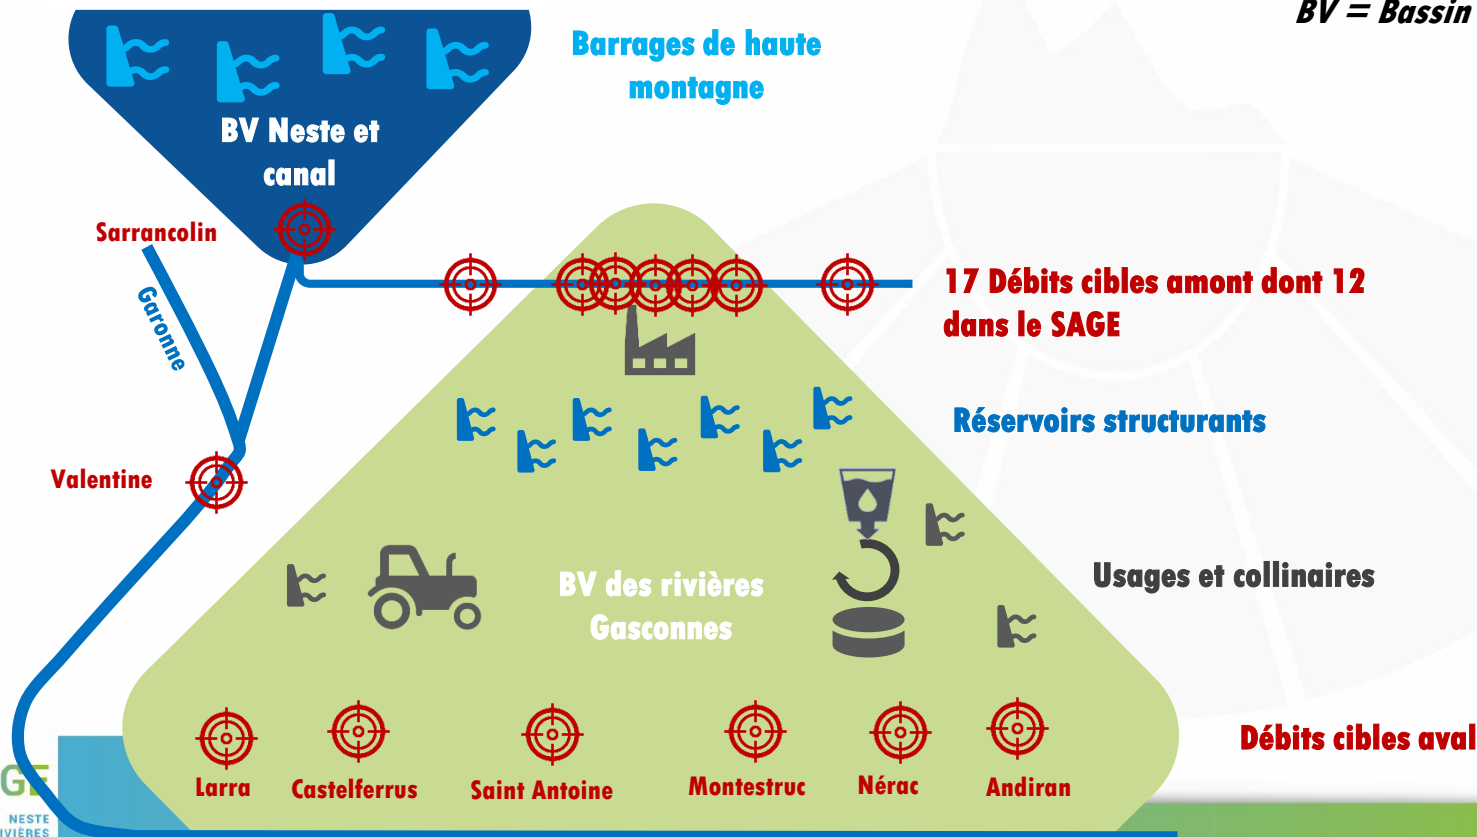 BV = Bassin
Barrages de haute
montagne
BV Neste et
canal
Sarrancolin
Garonne
17 Débits cibles amont dont 12
dans le SAGE
Réservoirs structurants
Valentine
Usages et collinaires
BV des rivières
Gasconnes
Débits cibles aval
Larra
Castelferrus
Saint Antoine
Montestruc
Nérac
Andiran
GE
NESTE
IVIÈRES